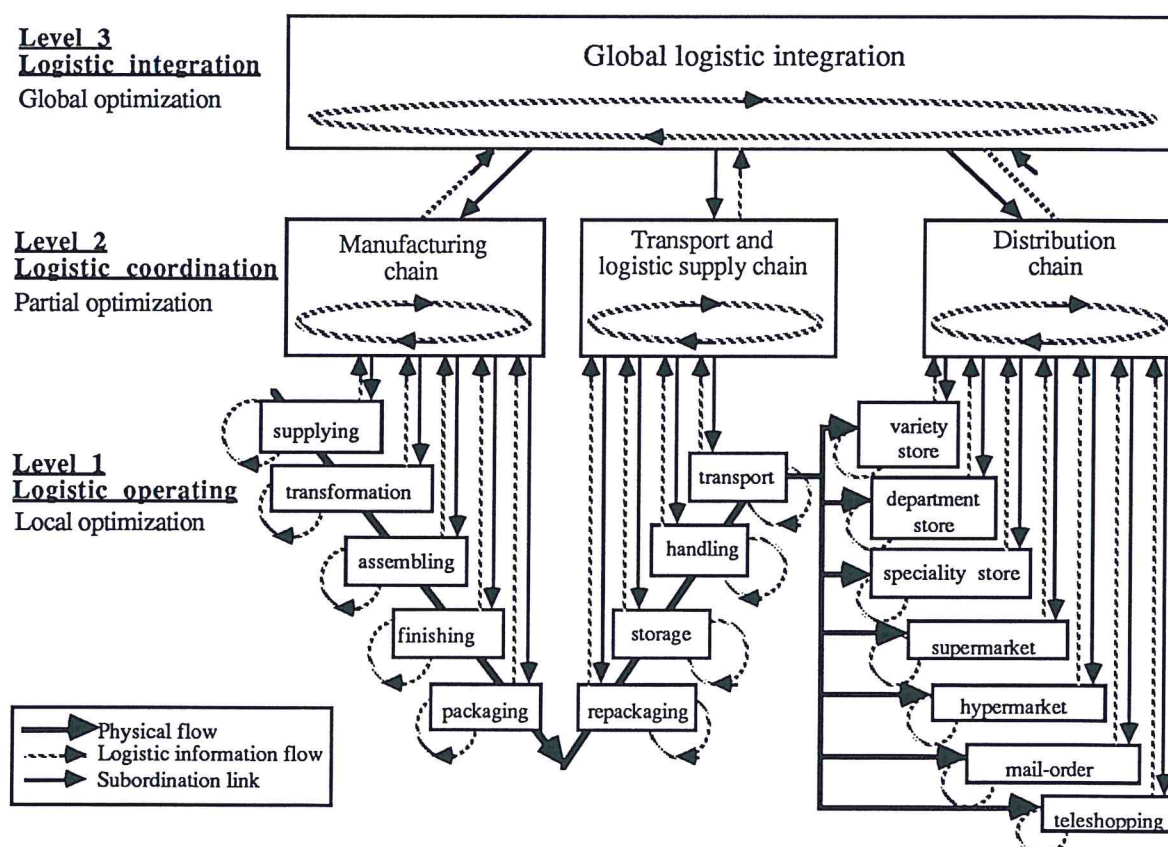 Level 3
Logistic integration
Global optimization
Global logistic integration
Level 2
Logistic coordination
Partial optimization
Manufacturing
chain
Transport and
logistic supply chain
Distribution
chain
Level 1
Logistic operating
Local optimization
supplying
transformation
assembling
finishing
packaging
transport
handling
storage
repackaging
variety
store
department
store
speciality store
supermarket
hypermarket
mail-order
teleshopping
Physical flow
Logistic information flow
Subordination link